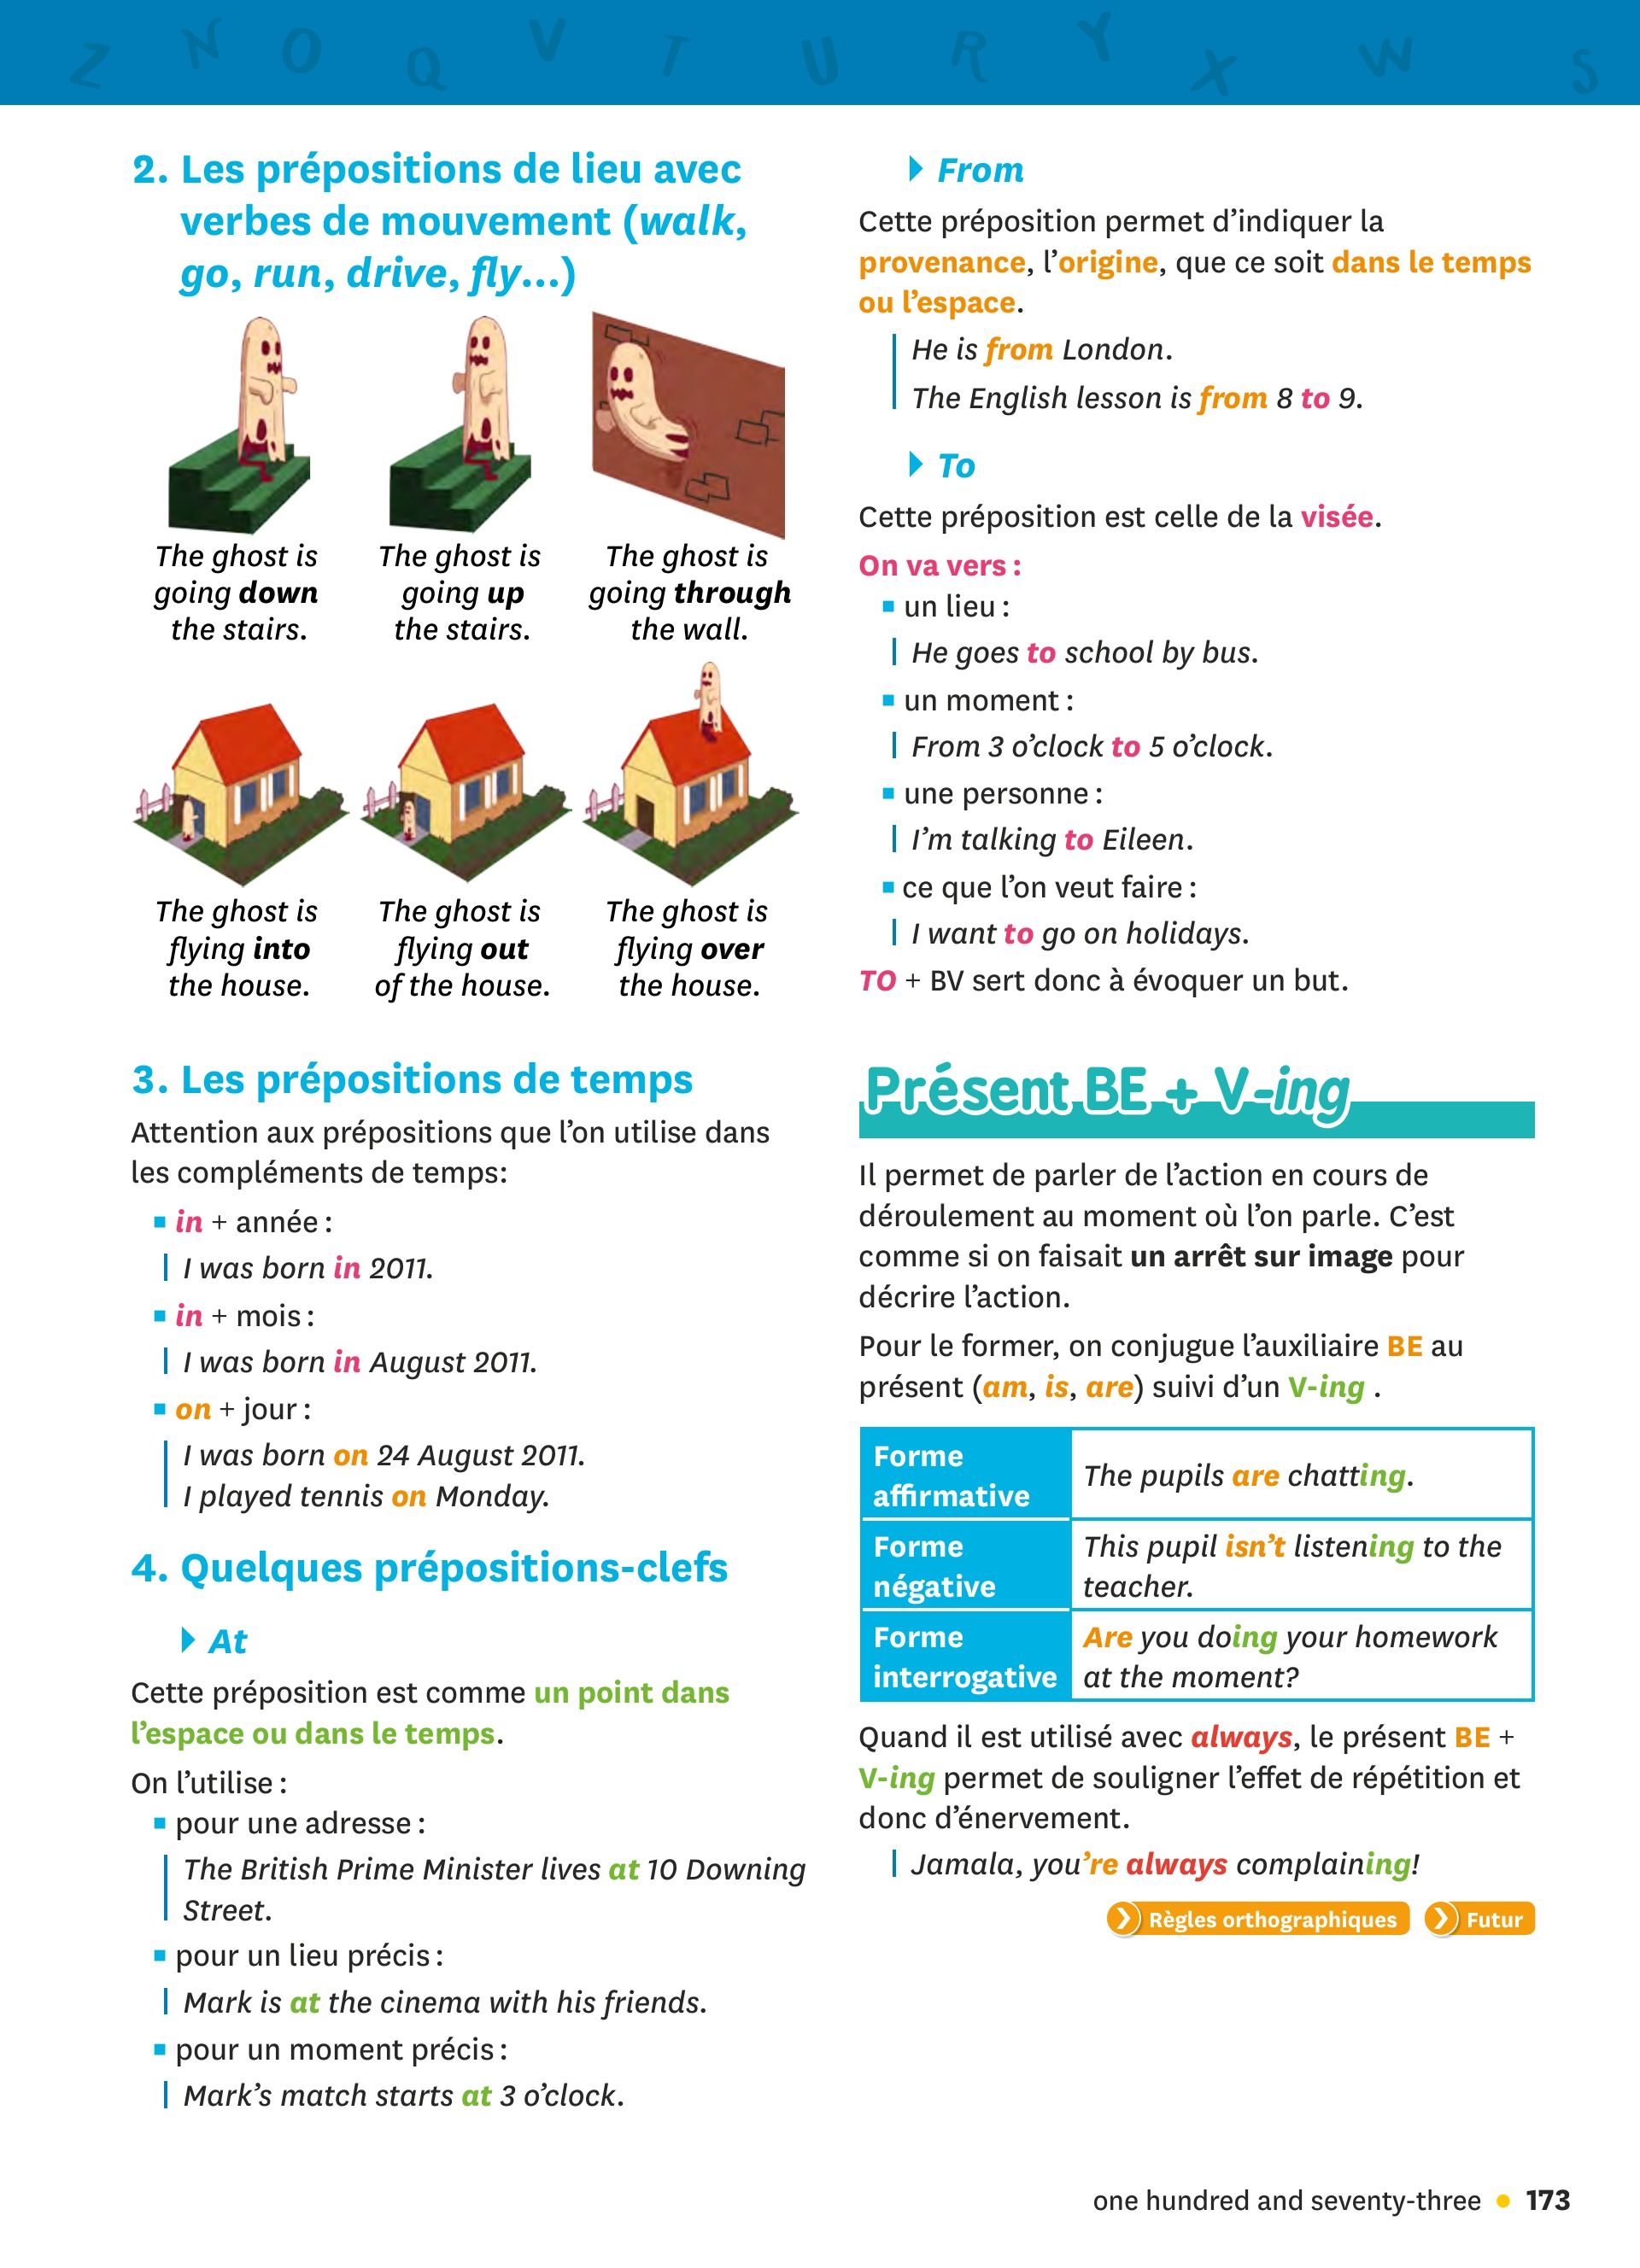 Z N O Q V T U R Y X W S
2. Les prépositions de lieu avec
verbes de mouvement (walk,
go, run, drive, fly...)
The ghost is
going down
the stairs.
The ghost is
going up
the stairs.
The ghost is
going through
the wall.
The ghost is
flying into
the house.
The ghost is
flying out
of the house.
The ghost is
flying over
the house.
3. Les prépositions de temps
Attention aux prépositions que l’on utilise dans
les compléments de temps:
in + année :
I was born in 2011.
in + mois :
I was born in August 2011.
on + jour :
I was born on 24 August 2011.
I played tennis on Monday.
4. Quelques prépositions-clefs
At
Cette préposition est comme un point dans
l’espace ou dans le temps.
On l’utilise :
pour une adresse :
The British Prime Minister lives at 10 Downing
Street.
pour un lieu précis :
Mark is at the cinema with his friends.
pour un moment précis :
Mark’s match starts at 3 o’clock.
From
Cette préposition permet d’indiquer la
provenance, l’origine, que ce soit dans le temps
ou l’espace.
He is from London.
The English lesson is from 8 to 9.
To
Cette préposition est celle de la visée.
On va vers :
un lieu :
He goes to school by bus.
un moment :
From 3 o’clock to 5 o’clock.
une personne :
I’m talking to Eileen.
ce que l’on veut faire :
I want to go on holidays.
TO + BV sert donc à évoquer un but.
Présent BE + V-ing
Il permet de parler de l’action en cours de
déroulement au moment où l’on parle. C’est
comme si on faisait un arrêt sur image pour
décrire l’action.
Pour le former, on conjugue l’auxiliaire BE au
présent (am, is, are) suivi d’un V-ing .
Forme
affirmative
The pupils are chatting.
Forme
négative
This pupil isn’t listening to the
teacher.
Forme
interrogative
Are you doing your homework
at the moment?
Quand il est utilisé avec always, le présent BE +
V-ing permet de souligner l’effet de répétition et
donc d’énervement.
Jamala, you’re always complaining!
Règles orthographiques
Futur
one hundred and seventy-three • 173